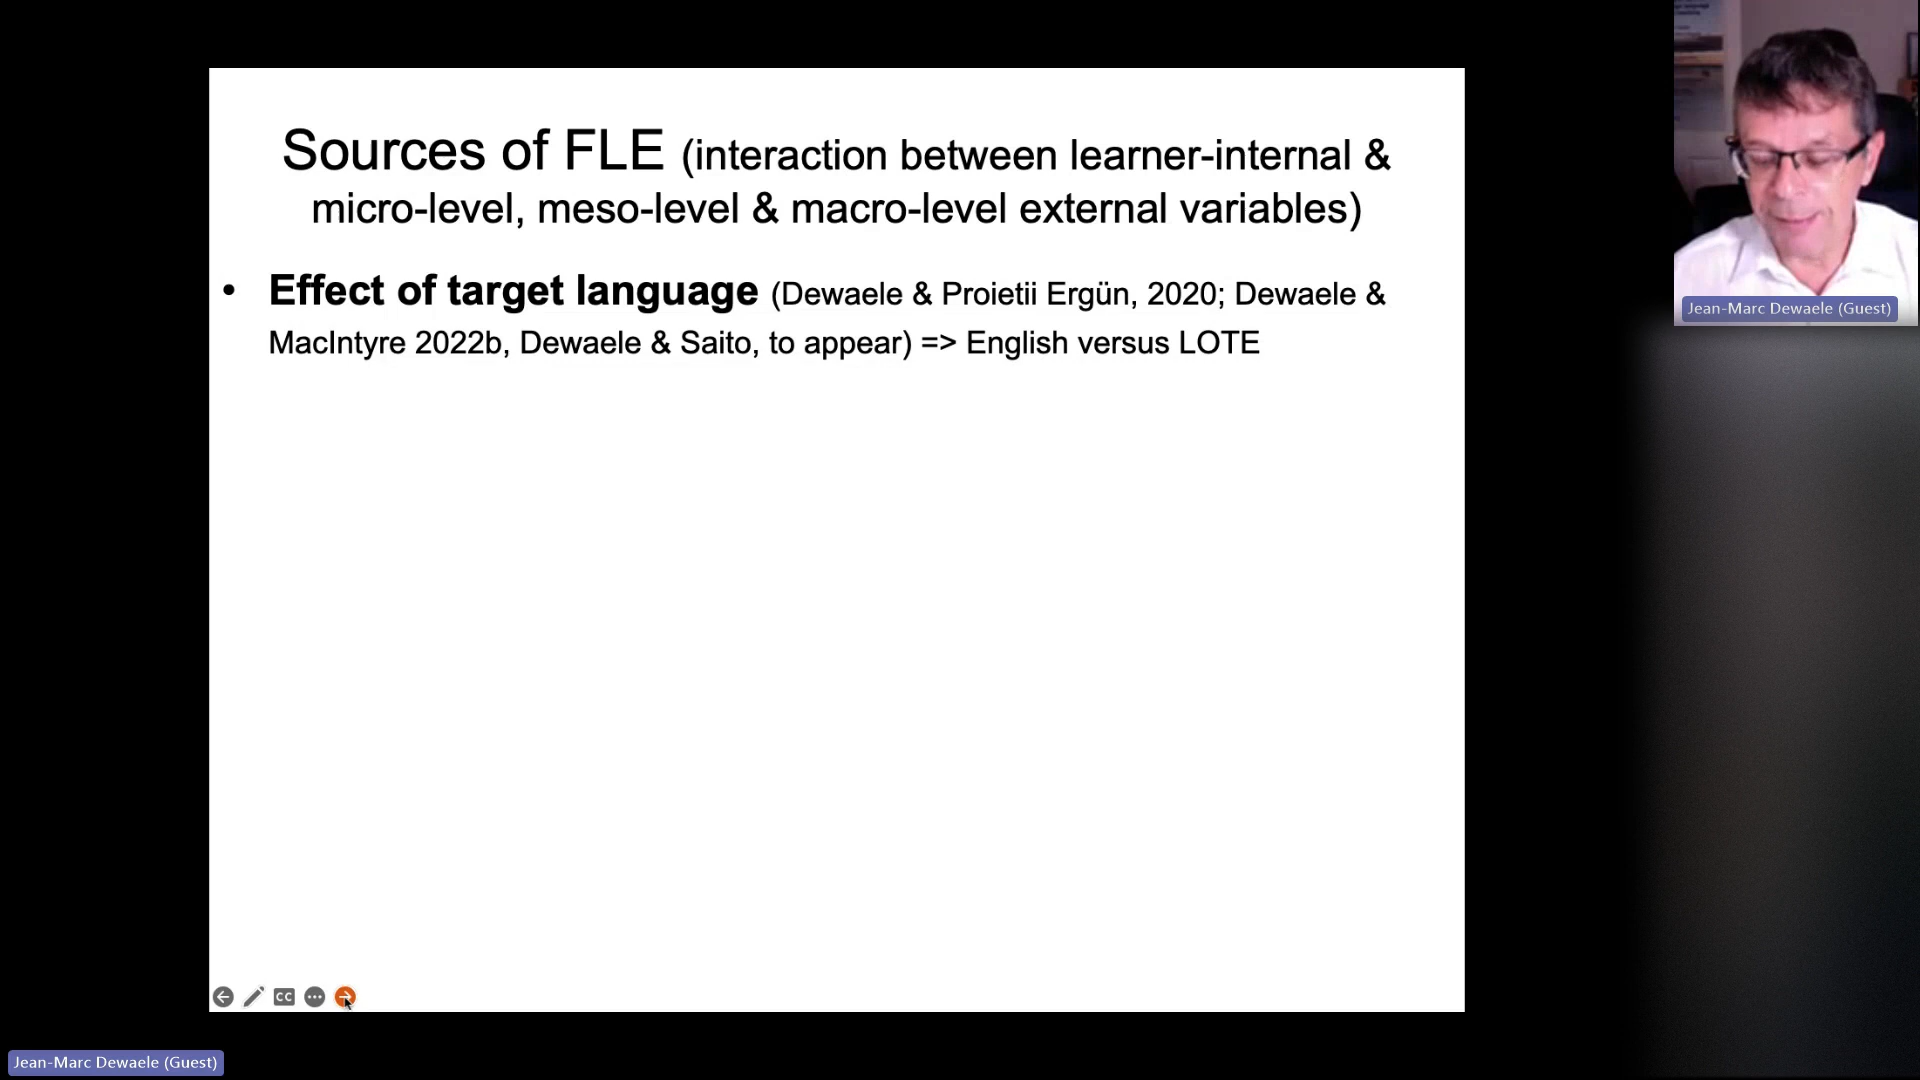 Sources of FLE (interaction between learner-internal &
micro-level, meso-level & macro-level external variables)
• Effect of target language (Dewaele & Proietii Ergün, 2020; Dewaele &
MacIntyre 2022b, Dewaele & Saito, to appear) => English versus LOTE
Jean-Marc Dewaele (Guest)
CC
Jean-Marc Dewaele (Guest)